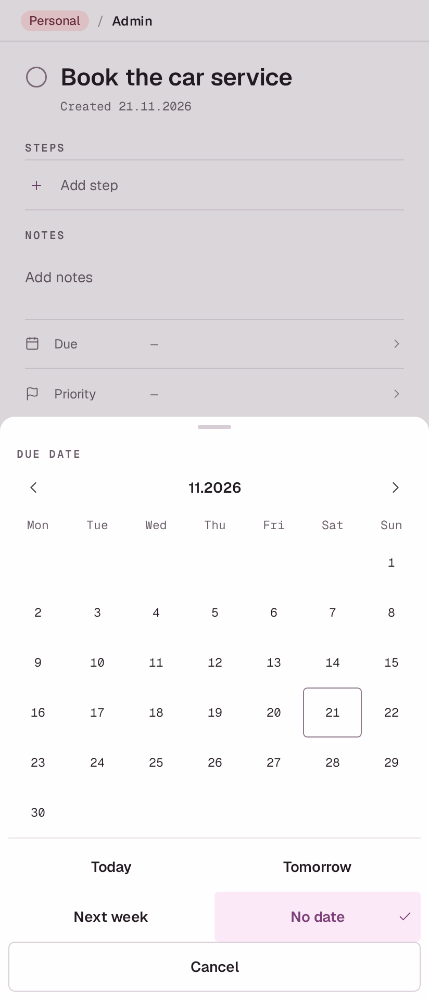 Personal / Admin
Book the car service
Created 21.11.2026
STEPS
Add step
NOTES
Add notes
Due –
Priority –
DUE DATE
11.2026
Mon Tue Wed Thu Fri Sat Sun
1
2 3 4 5 6 7 8
9 10 11 12 13 14 15
16 17 18 19 20 21 22
23 24 25 26 27 28 29
30
Today Tomorrow
Next week No date
Cancel